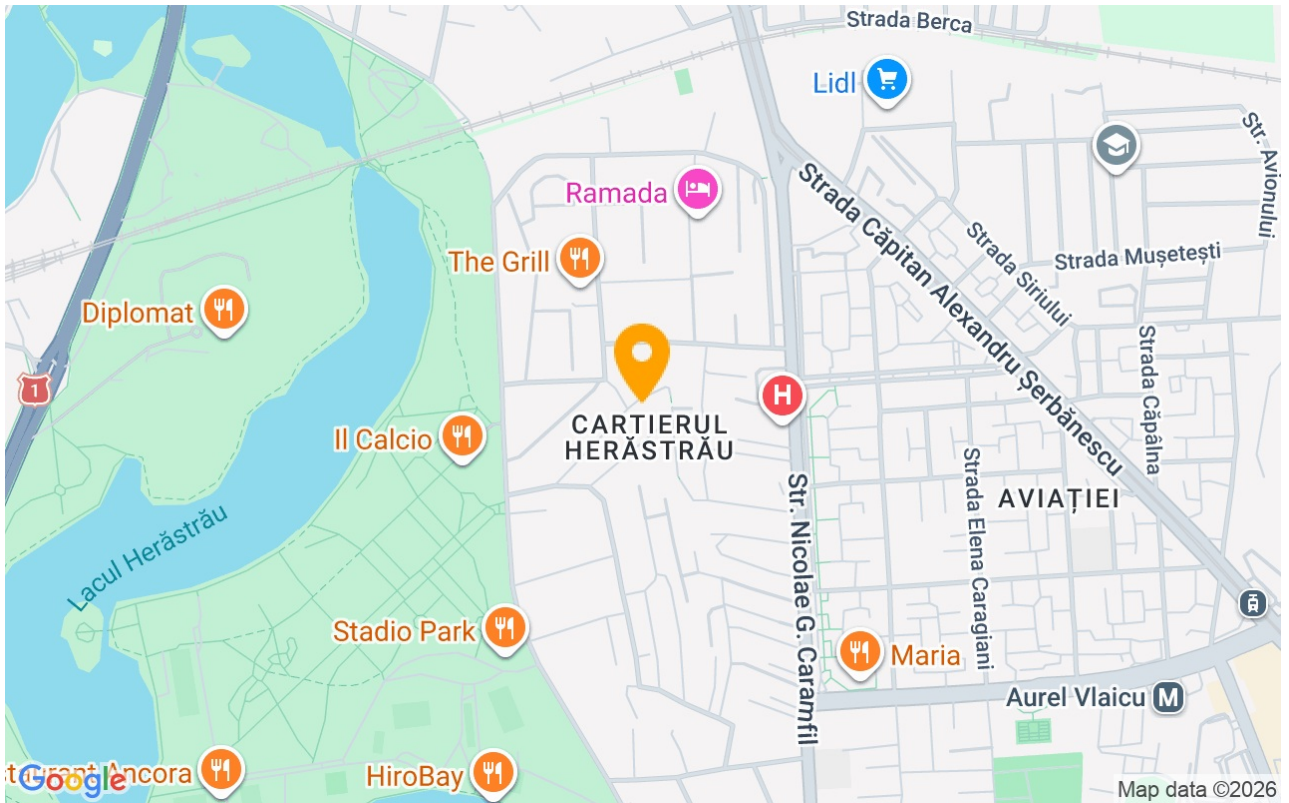 Strada Berca
Lidl
Str. Avionului
Ramada
Strada Căpitan Alexandru Șerbănescu
Strada Siriului
Strada Mușetești
The Grill
Diplomat
1
Strada Căpâlna
H
CARTIERUL
HERĂSTRĂU
Il Calcio
Str. Nicolae G. Caramfil
Strada Elena Caragiani
AVIAȚIEI
Lacul Herăstrău
Stadio Park
Maria
Aurel Vlaicu M
Ancora
HiroBay
Google
Map data ©2026